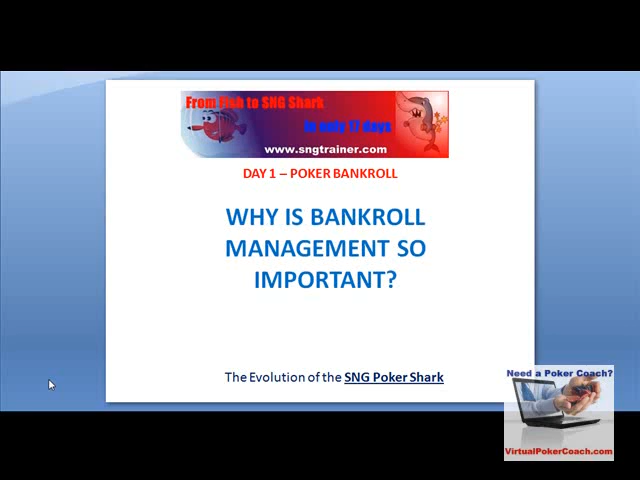 From Fish to SNG Shark
in only 17 days
www.sngtrainer.com
DAY 1 – POKER BANKROLL
WHY IS BANKROLL
MANAGEMENT SO
IMPORTANT?
The Evolution of the SNG Poker Shark
Need a Poker Coach?
VirtualPokerCoach.com